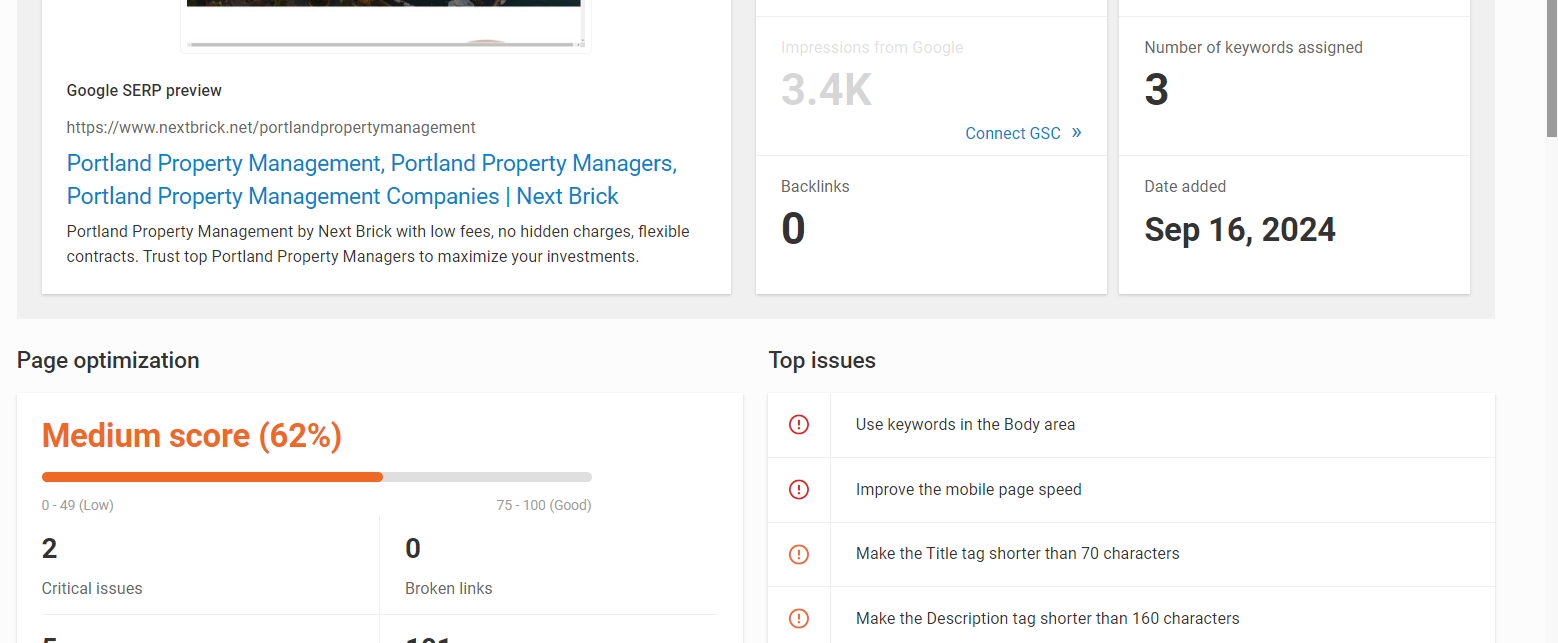 Google SERP preview
https://www.nextbrick.net/portlandpropertymanagement
Portland Property Management, Portland Property Managers,
Portland Property Management Companies | Next Brick
Portland Property Management by Next Brick with low fees, no hidden charges, flexible
contracts. Trust top Portland Property Managers to maximize your investments.
Impressions from Google
3.4K
Connect GSC »
Number of keywords assigned
3
Backlinks
0
Date added
Sep 16, 2024
Page optimization
Medium score (62%)
0 - 49 (Low)
75 - 100 (Good)
2
Critical issues
0
Broken links
Top issues
Use keywords in the Body area
Improve the mobile page speed
Make the Title tag shorter than 70 characters
Make the Description tag shorter than 160 characters